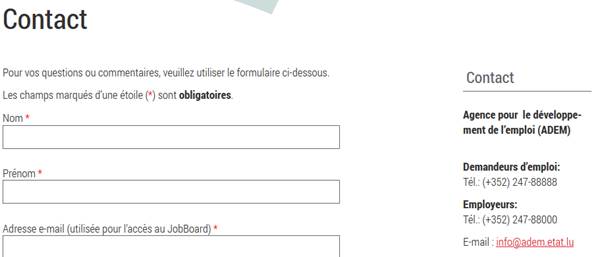 Contact
Pour vos questions ou commentaires, veuillez utiliser le formulaire ci-dessous.
Les champs marqués d'une étoile (*) sont obligatoires.
Nom *
Prénom *
Adresse e-mail (utilisée pour l'accès au JobBoard) *
Contact
Agence pour le développe-
ment de l'emploi (ADEM)
Demandeurs d'emploi:
Tél.: (+352) 247-88888
Employeurs:
Tél.: (+352) 247-88000
E-mail : info@adem.etat.lu